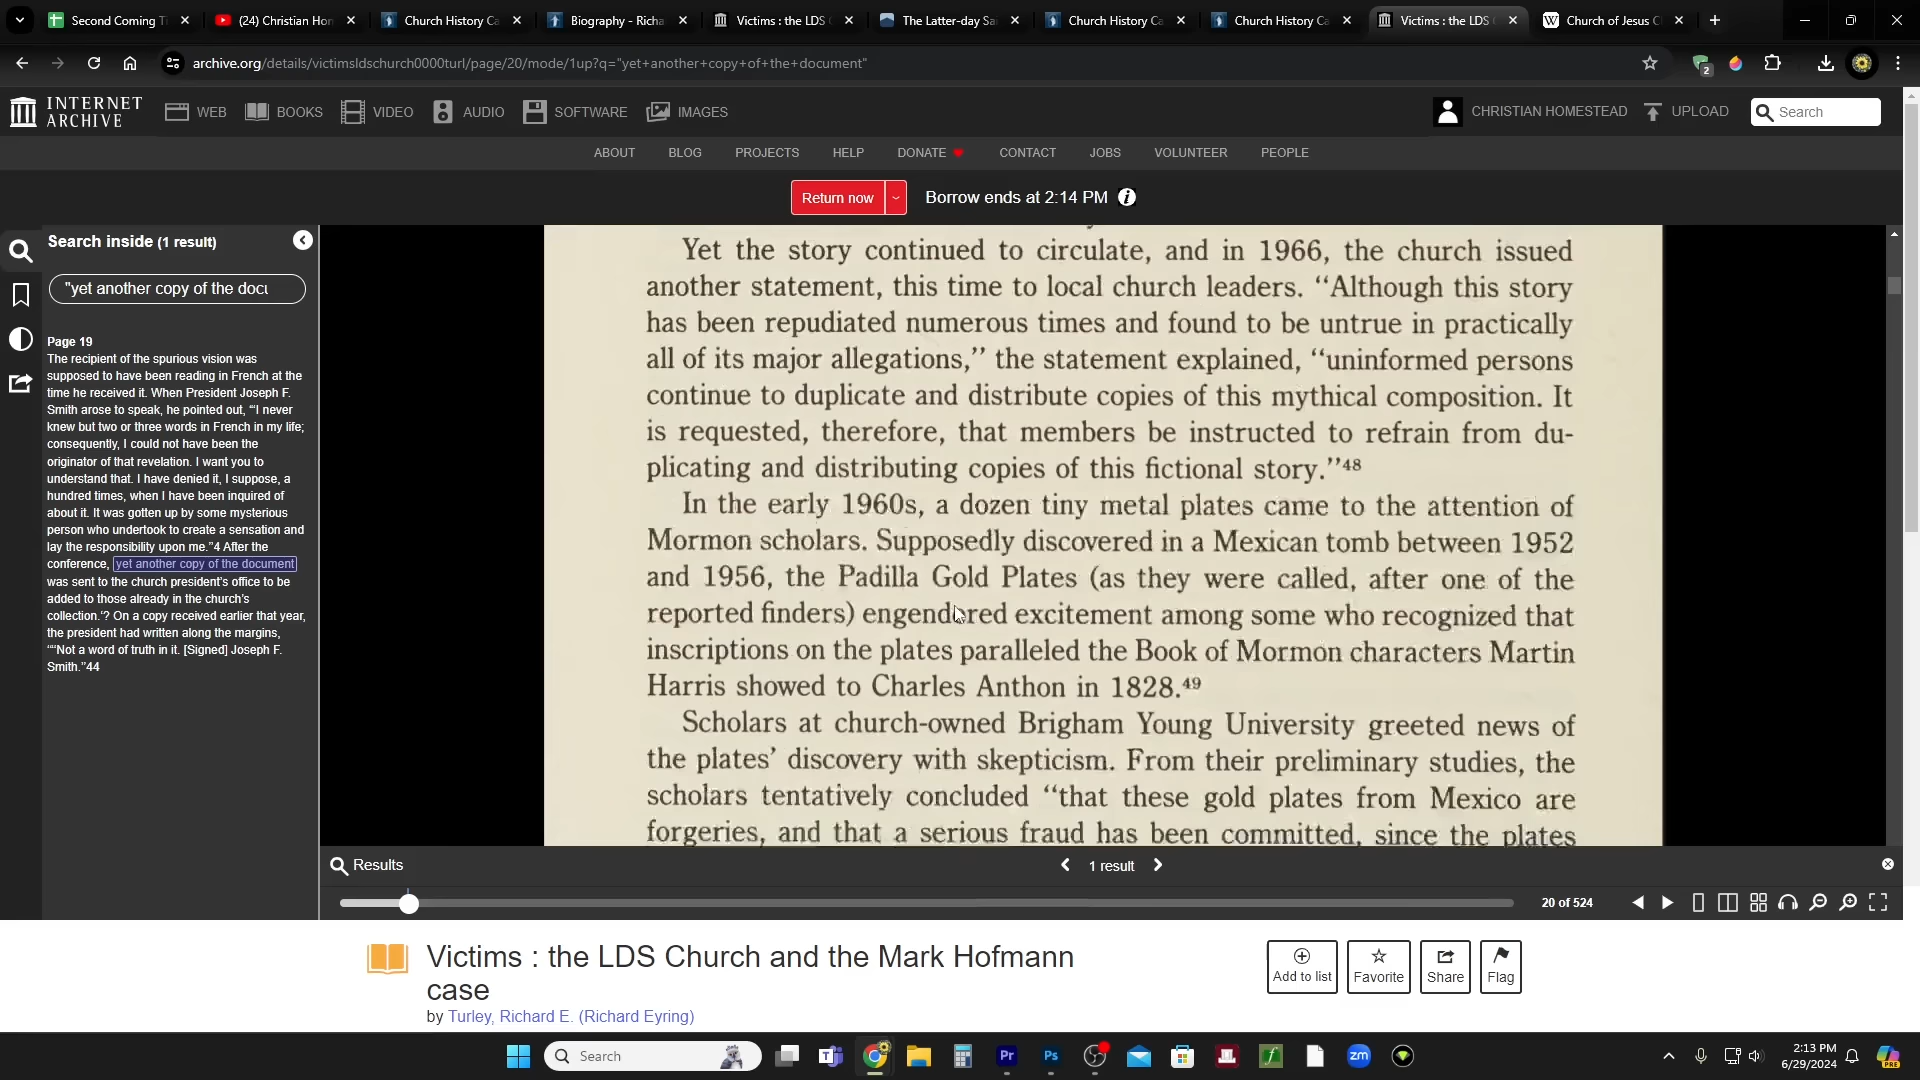 Second Coming Ti
(24) Christian Hom
Church History Ca
Biography - Richa
Victims : the LDS C
The Latter-day Sa
Church History Ca
Church History Ca
Victims : the LDS C
Church of Jesus C
archive.org/details/victimsldschurch0000turl/page/20/mode/1up?q="yet+another+copy+of+the+document"
2
INTERNET
ARCHIVE
WEB
BOOKS
VIDEO
AUDIO
SOFTWARE
IMAGES
CHRISTIAN HOMESTEAD
UPLOAD
Search
ABOUT
BLOG
PROJECTS
HELP
DONATE
CONTACT
JOBS
VOLUNTEER
PEOPLE
Return now
Borrow ends at 2:14 PM
Search inside (1 result)
"yet another copy of the docu
Page 19
The recipient of the spurious vision was
supposed to have been reading in French at the
time he received it. When President Joseph F.
Smith arose to speak, he pointed out, “‘I never
knew but two or three words in French in my life;
consequently, I could not have been the
originator of that revelation. I want you to
understand that. I have denied it, I suppose, a
hundred times, when I have been inquired of
about it. It was gotten up by some mysterious
person who undertook to create a sensation and
lay the responsibility upon me.”4 After the
conference, yet another copy of the document
was sent to the church president’s office to be
added to those already in the church’s
collection.‘? On a copy received earlier that year,
the president had written along the margins,
“‘‘Not a word of truth in it. [Signed] Joseph F.
Smith.”44
Yet the story continued to circulate, and in 1966, the church issued
another statement, this time to local church leaders. “Although this story
has been repudiated numerous times and found to be untrue in practically
all of its major allegations,” the statement explained, “uninformed persons
continue to duplicate and distribute copies of this mythical composition. It
is requested, therefore, that members be instructed to refrain from du-
plicating and distributing copies of this fictional story.”48
In the early 1960s, a dozen tiny metal plates came to the attention of
Mormon scholars. Supposedly discovered in a Mexican tomb between 1952
and 1956, the Padilla Gold Plates (as they were called, after one of the
reported finders) engendered excitement among some who recognized that
inscriptions on the plates paralleled the Book of Mormon characters Martin
Harris showed to Charles Anthon in 1828.49
Scholars at church-owned Brigham Young University greeted news of
the plates’ discovery with skepticism. From their preliminary studies, the
scholars tentatively concluded “that these gold plates from Mexico are
forgeries, and that a serious fraud has been committed, since the plates
Results
1 result
20 of 524
Victims : the LDS Church and the Mark Hofmann
case
by Turley, Richard E. (Richard Eyring)
Add to list
Favorite
Share
Flag
Search
2:13 PM
6/29/2024